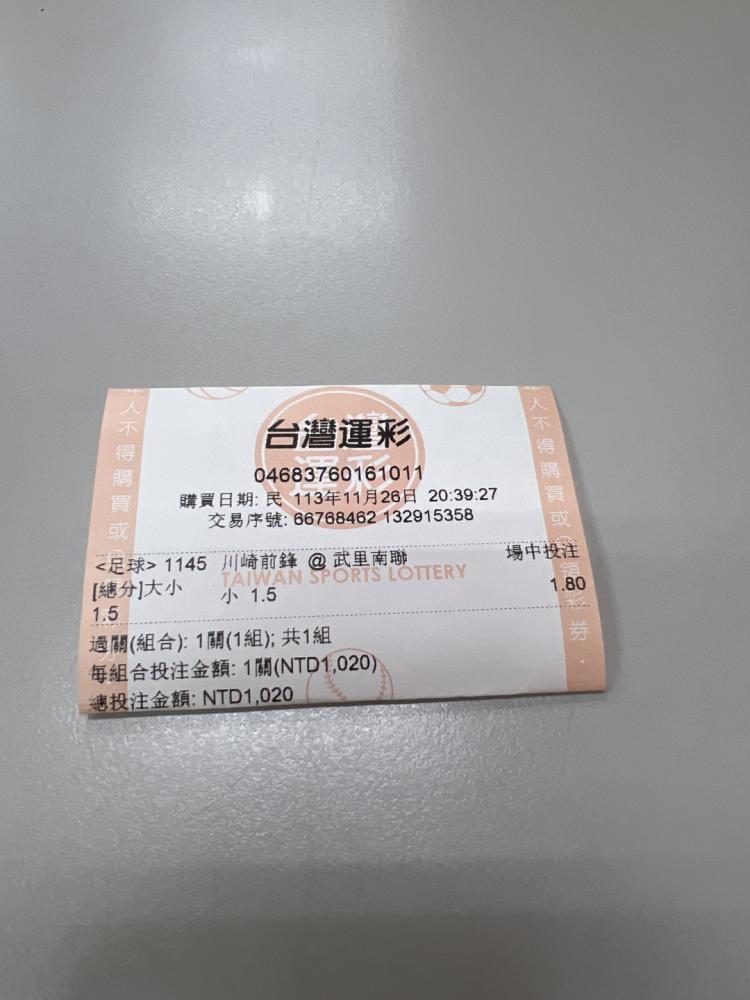 台灣運彩
04683760161011
購買日期: 民 113年11月26日 20:39:27
交易序號: 66768462 132915358
<足球> 1145 川崎前鋒 @ 武里南聯 場中投注
[總分]大小 小 1.5 1.80
1.5
TAIWAN SPORTS LOTTERY
過關(組合): 1關(1組); 共1組
每組合投注金額: 1關(NTD1,020)
總投注金額: NTD1,020
人不得購買或
人不得購買或
領彩券.
運彩